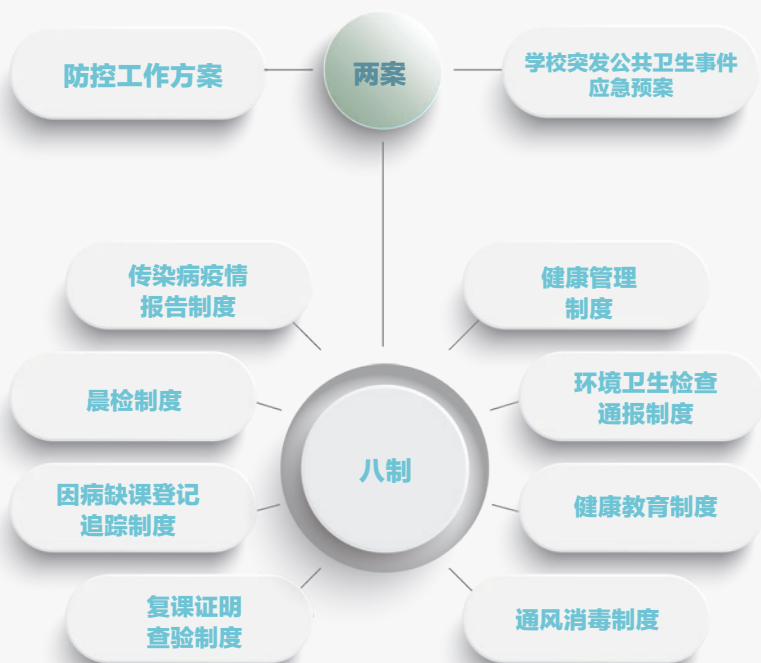 防控工作方案
两案
学校突发公共卫生事件
应急预案
传染病疫情
报告制度
健康管理
制度
晨检制度
环境卫生检查
通报制度
八制
因病缺课登记
追踪制度
健康教育制度
复课证明
查验制度
通风消毒制度